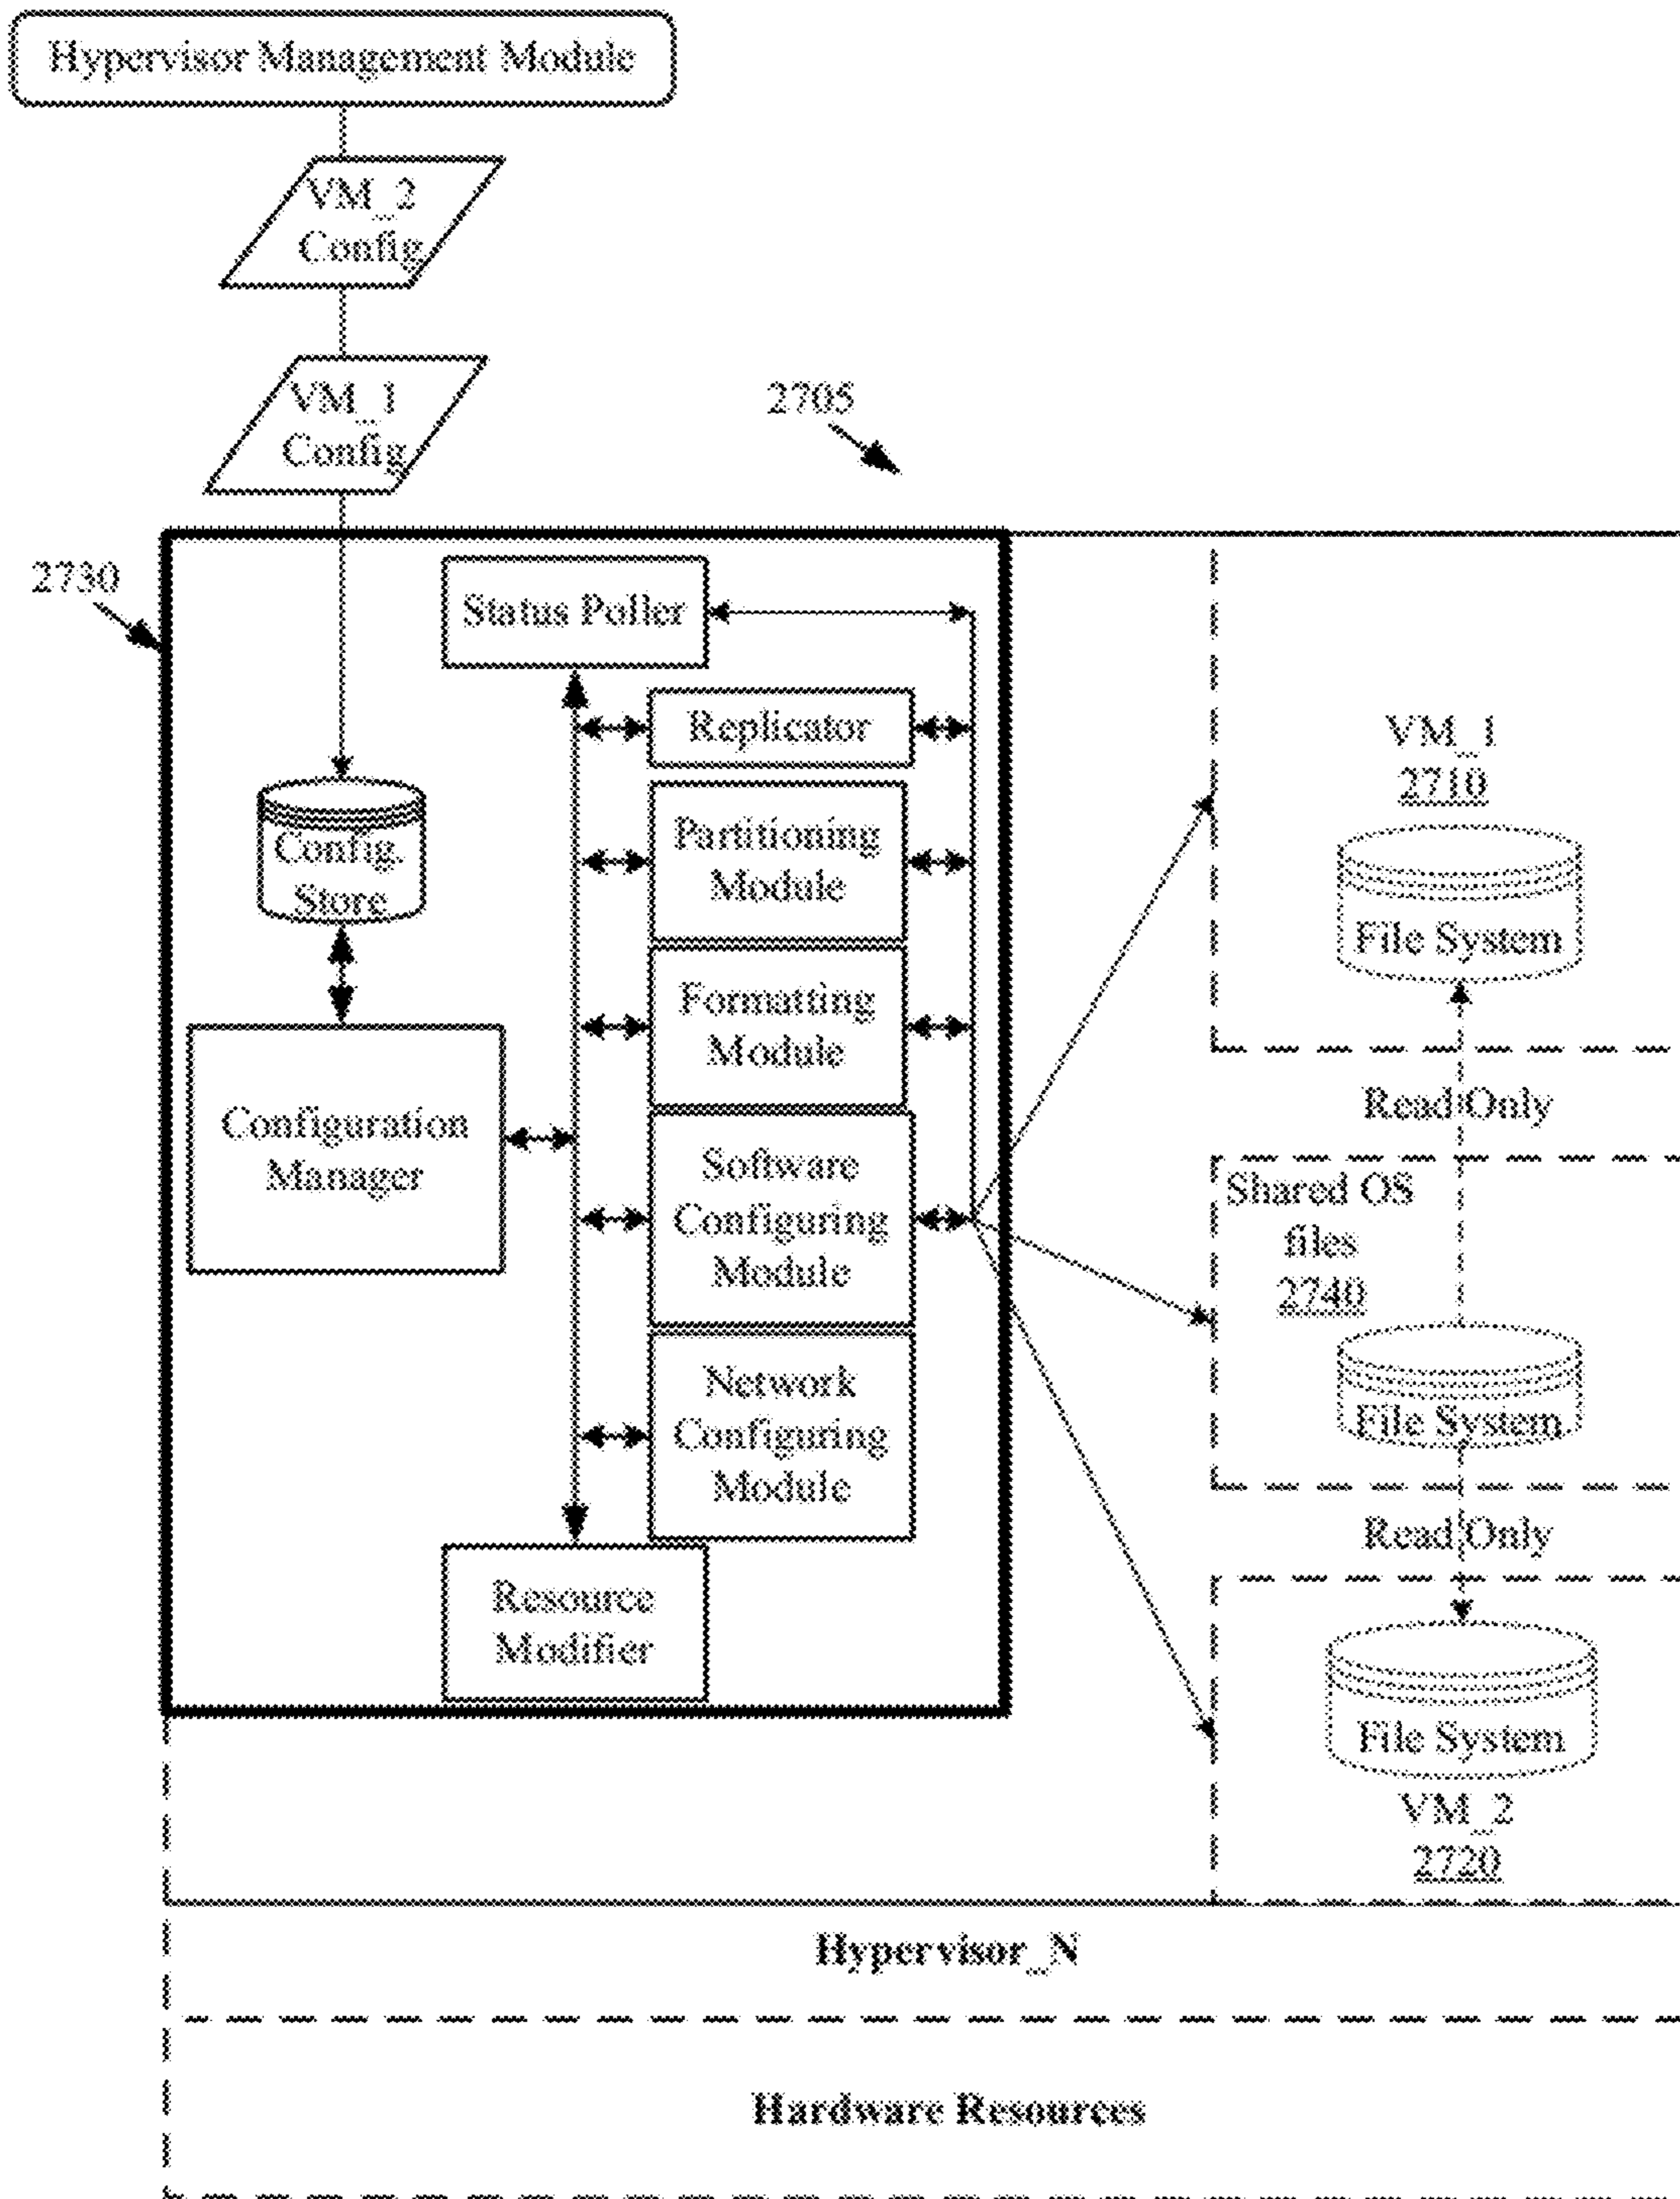 Hypervisor Management Module
VM_2
Config
VM_1
Config
2705
2730
Status Poller
Replicator
Partitioning
Module
Formatting
Module
Software
Configuring
Module
Network
Configuring
Module
Resource
Modifier
Config.
Store
Configuration
Manager
VM_1
2710
File System
Read Only
Shared OS
files
2740
File System
Read Only
File System
VM_2
2720
Hypervisor_N
Hardware Resources